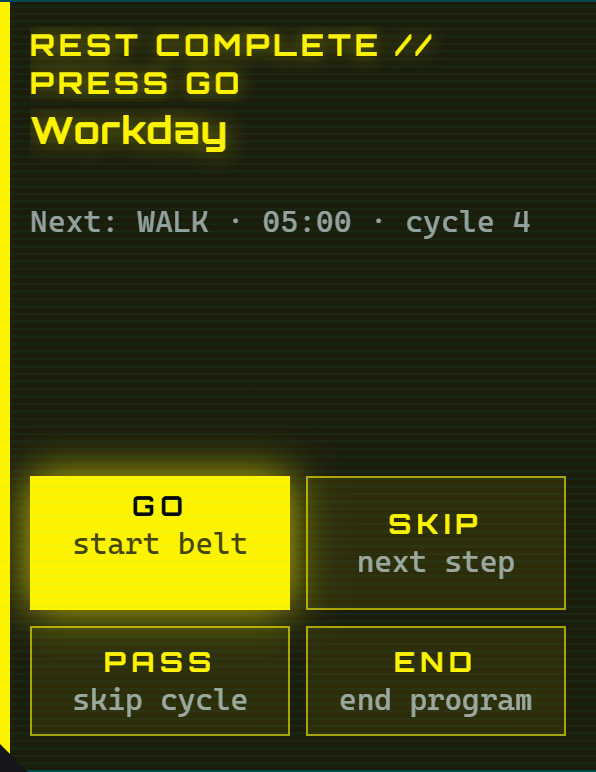 REST COMPLETE //
PRESS GO
Workday
Next: WALK · 05:00 · cycle 4
GO
start belt
SKIP
next step
PASS
skip cycle
END
end program